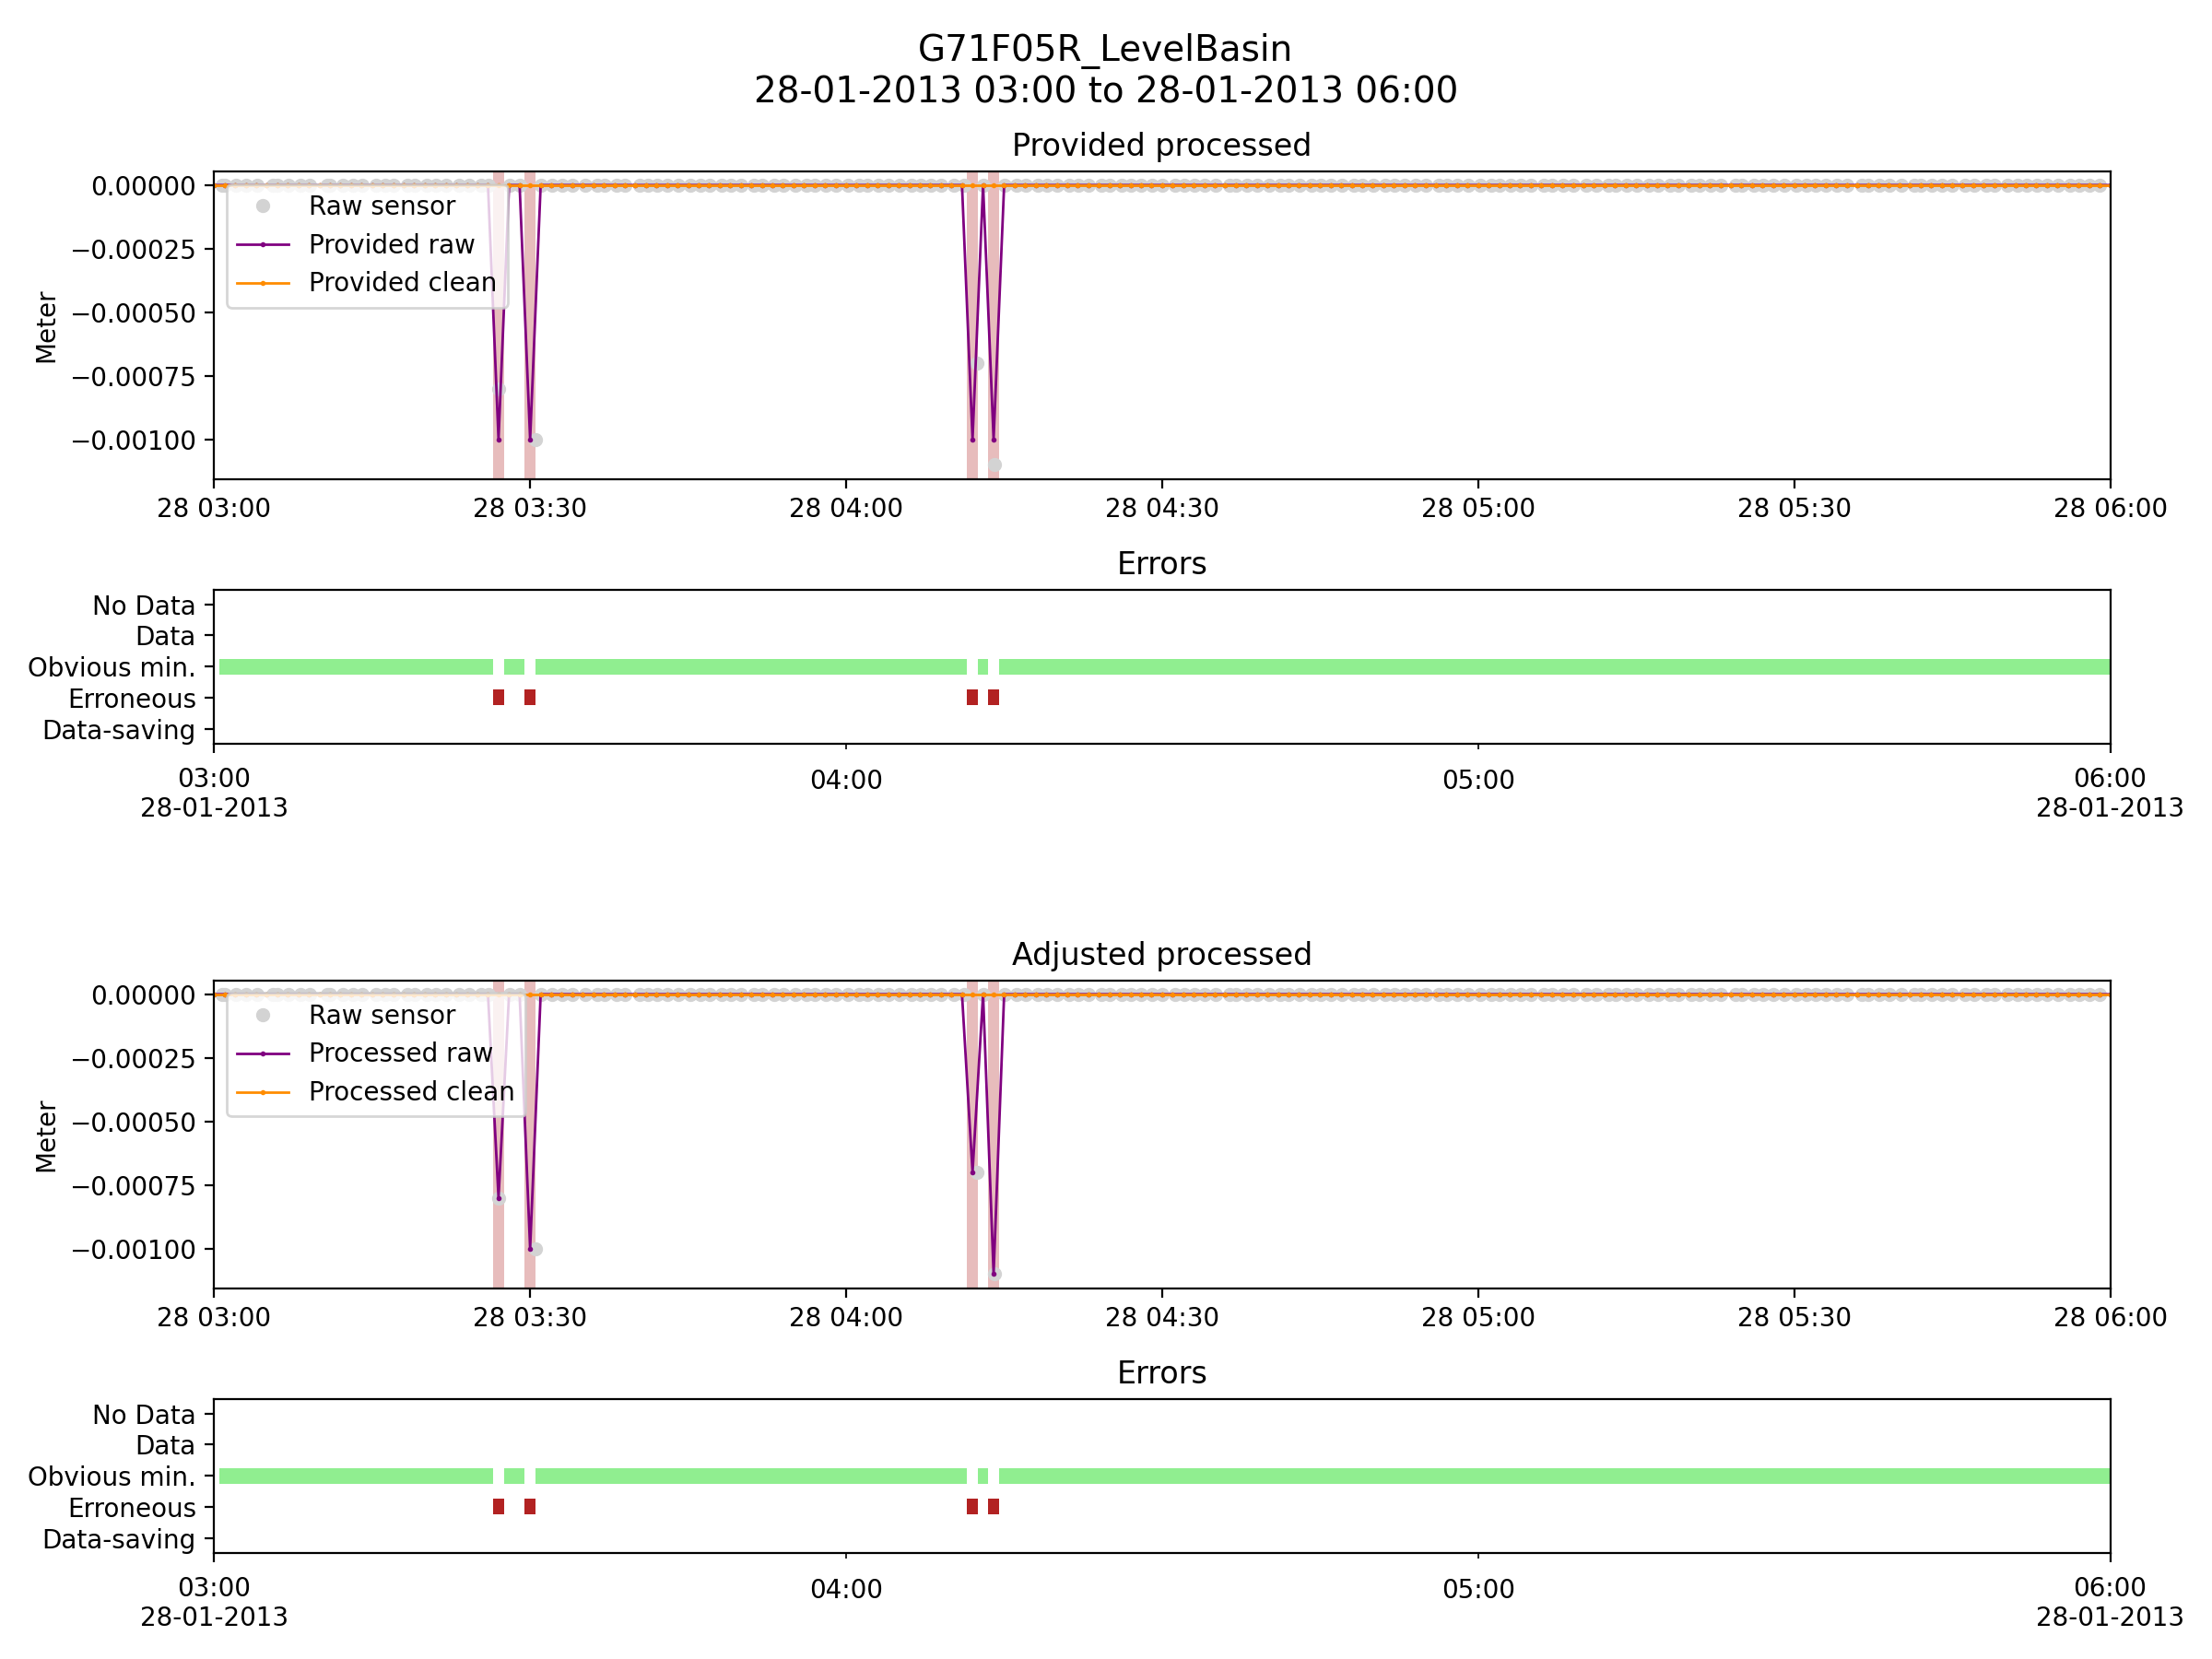 G71F05R_LevelBasin
28-01-2013 03:00 to 28-01-2013 06:00
Provided processed
0.00000
−0.00025
−0.00050
−0.00075
−0.00100
Meter
Raw sensor
Provided raw
Provided clean
28 03:00 28 03:30 28 04:00 28 04:30 28 05:00 28 05:30 28 06:00
Errors
No Data
Data
Obvious min.
Erroneous
Data-saving
03:00 04:00 05:00 06:00
28-01-2013 28-01-2013
Adjusted processed
0.00000
−0.00025
−0.00050
−0.00075
−0.00100
Meter
Raw sensor
Processed raw
Processed clean
28 03:00 28 03:30 28 04:00 28 04:30 28 05:00 28 05:30 28 06:00
Errors
No Data
Data
Obvious min.
Erroneous
Data-saving
03:00 04:00 05:00 06:00
28-01-2013 28-01-2013